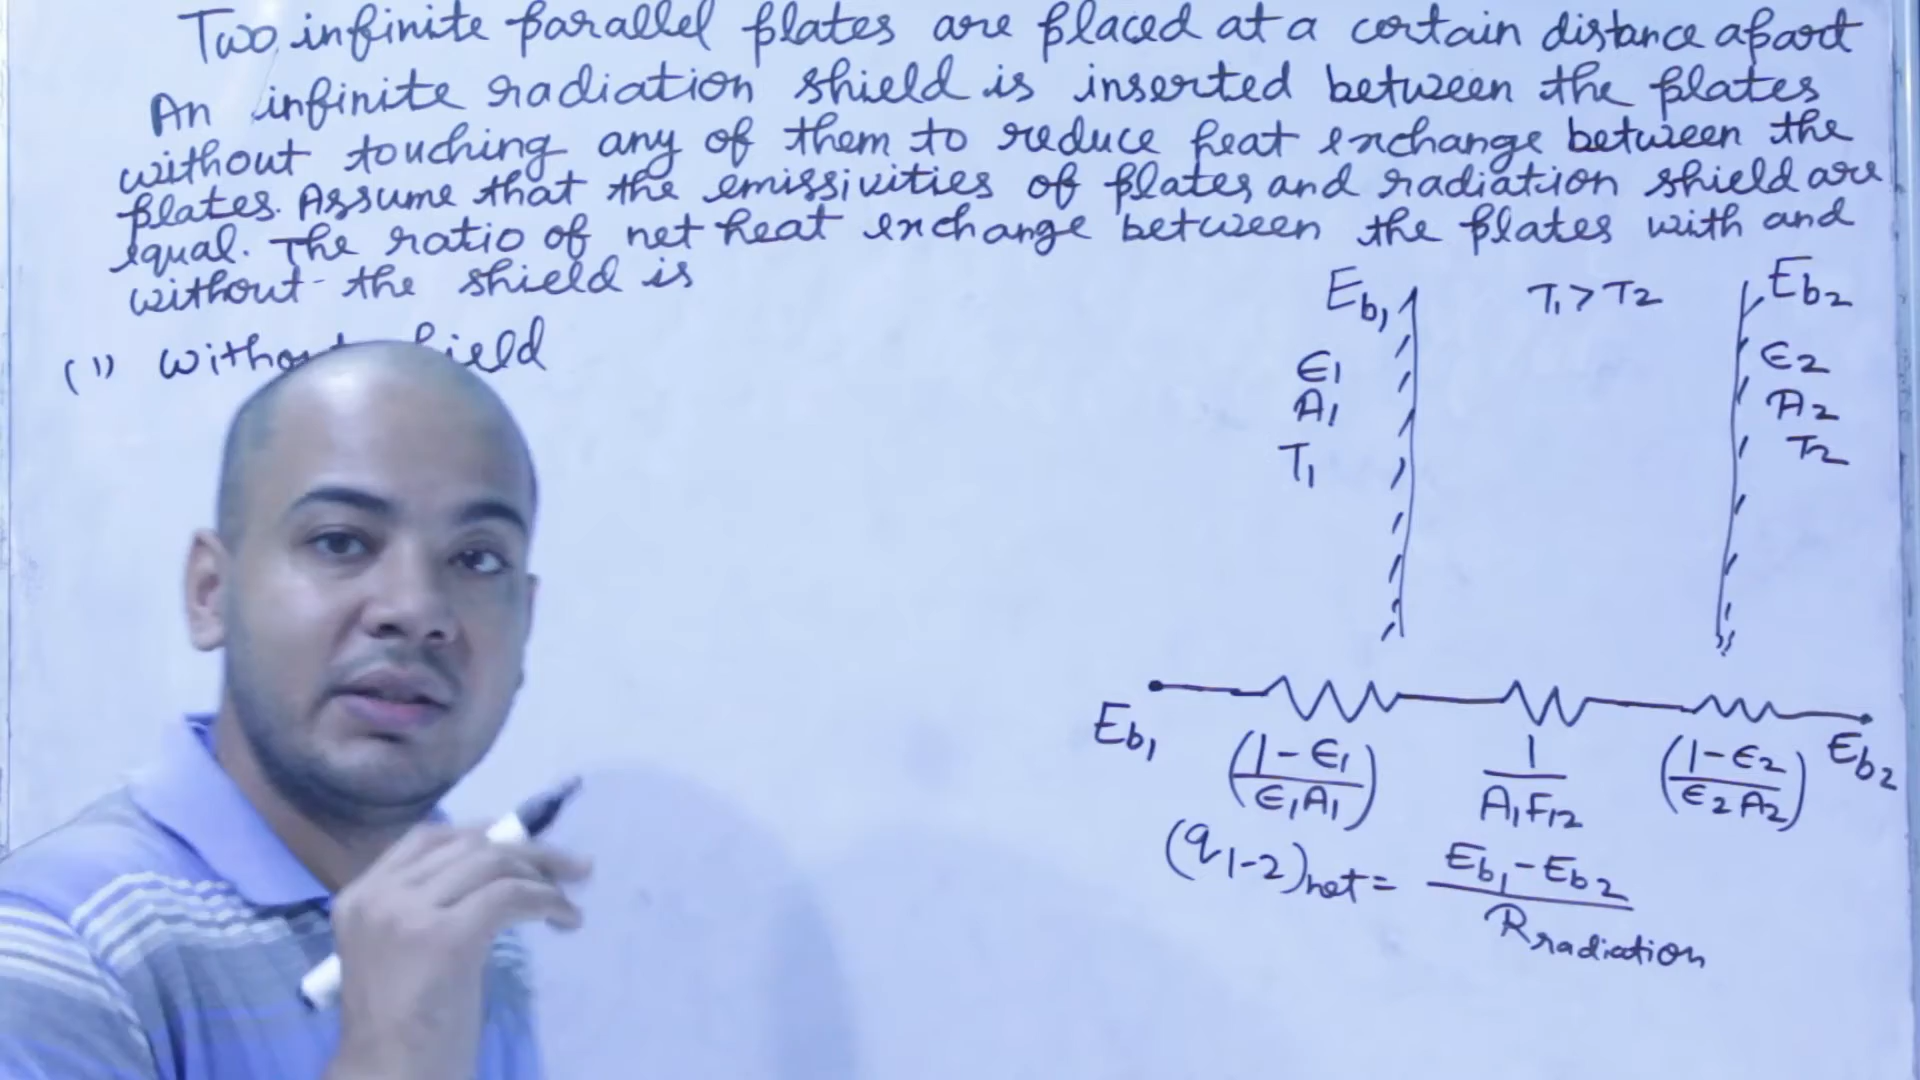 Two infinite parallel plates are placed at a certain distance apart
An infinite radiation shield is inserted between the plates
without touching any of them to reduce heat exchange between the
plates. Assume that the emissivities of plates and radiation shield are
equal. The ratio of net heat exchange between the plates with and
without the shield is
(1) without shield
Eb1 T1 > T2 Eb2
ϵ1 ϵ2
A1 A2
T1 T2
Eb1 (1-ϵ1 / ϵ1A1) 1 / A1F12 (1-ϵ2 / ϵ2A2) Eb2
(q1-2)net = Eb1 - Eb2 / Rradiation